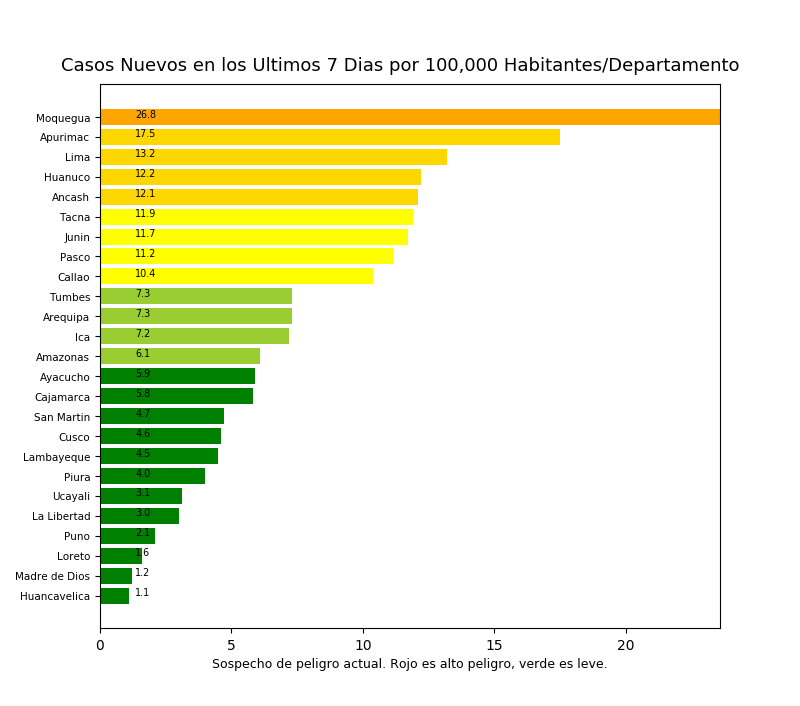 Casos Nuevos en los Ultimos 7 Dias por 100,000 Habitantes/Departamento
Moquegua 26.8
Apurimac 17.5
Lima 13.2
Huanuco 12.2
Ancash 12.1
Tacna 11.9
Junin 11.7
Pasco 11.2
Callao 10.4
Tumbes 7.3
Arequipa 7.3
Ica 7.2
Amazonas 6.1
Ayacucho 5.9
Cajamarca 5.8
San Martin 4.7
Cusco 4.6
Lambayeque 4.5
Piura 4.0
Ucayali 3.1
La Libertad 3.0
Puno 2.1
Loreto 1.6
Madre de Dios 1.2
Huancavelica 1.1
0 5 10 15 20
Sospecho de peligro actual. Rojo es alto peligro, verde es leve.